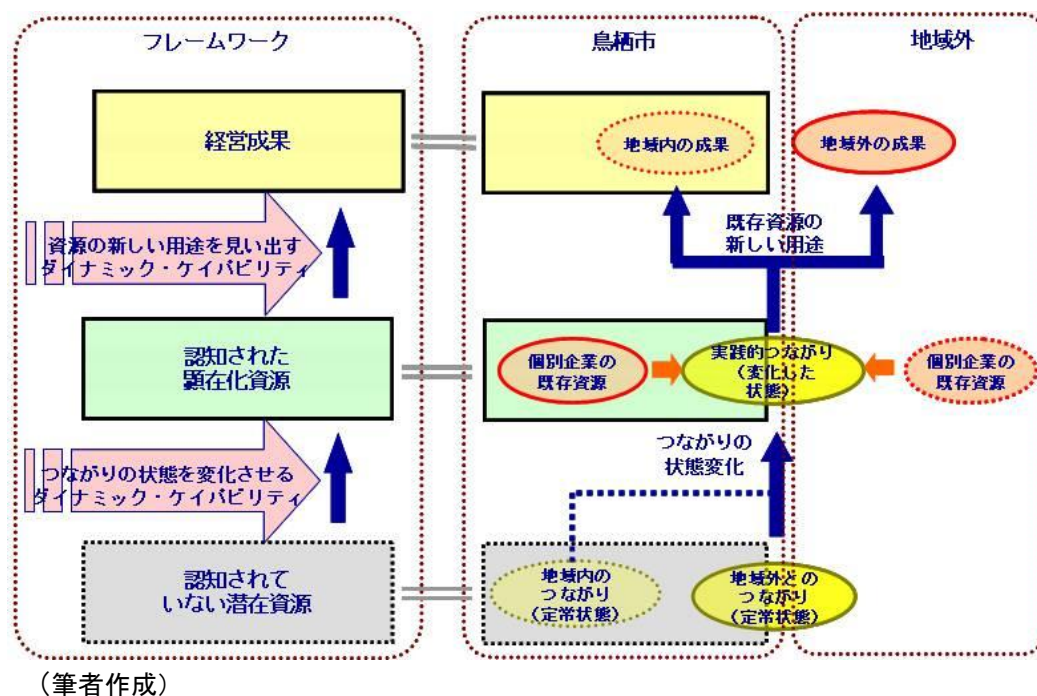 フレームワーク
鳥栖市
地域外
経営成果
地域内の成果
地域外の成果
資源の新しい用途を見い出す
ダイナミック・ケイパビリティ
既存資源の
新しい用途
認知された
顕在化資源
個別企業の
既存資源
実践的つながり
（変化した
状態）
個別企業の
既存資源
つながりの状態を変化させる
ダイナミック・ケイパビリティ
つながりの
状態変化
認知されて
いない潜在資源
地域内の
つながり
（定常状態）
地域外との
つながり
（定常状態）
（筆者作成）